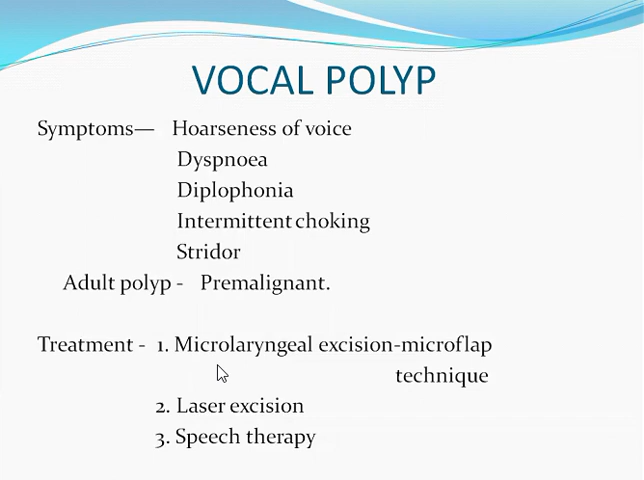 VOCAL POLYP
Symptoms— Hoarseness of voice
Dyspnoea
Diplophonia
Intermittent choking
Stridor
Adult polyp - Premalignant.
Treatment - 1. Microlaryngeal excision-microflap
technique
2. Laser excision
3. Speech therapy